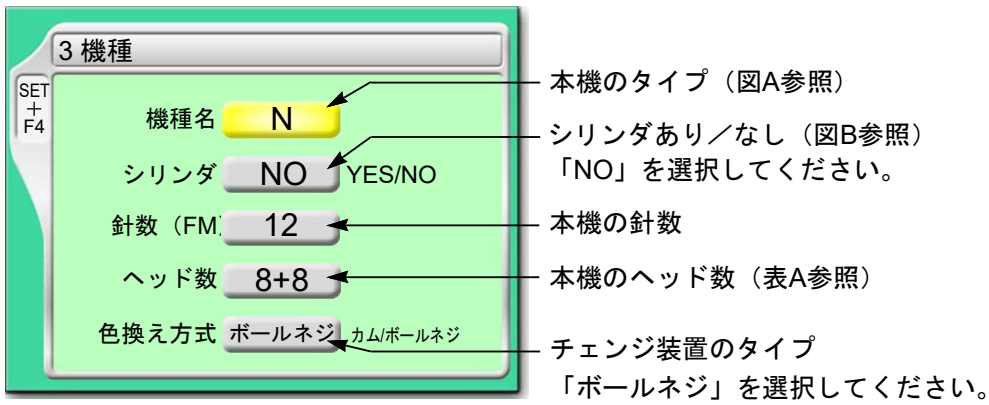 3 機種
SET
+
F4
機種名 N
本機のタイプ（図A参照）
シリンダ NO YES/NO
シリンダあり／なし（図B参照）
「NO」を選択してください。
針数（FM） 12
本機の針数
ヘッド数 8+8
本機のヘッド数（表A参照）
色換え方式 ボールネジ カム/ボールネジ
チェンジ装置のタイプ
「ボールネジ」を選択してください。